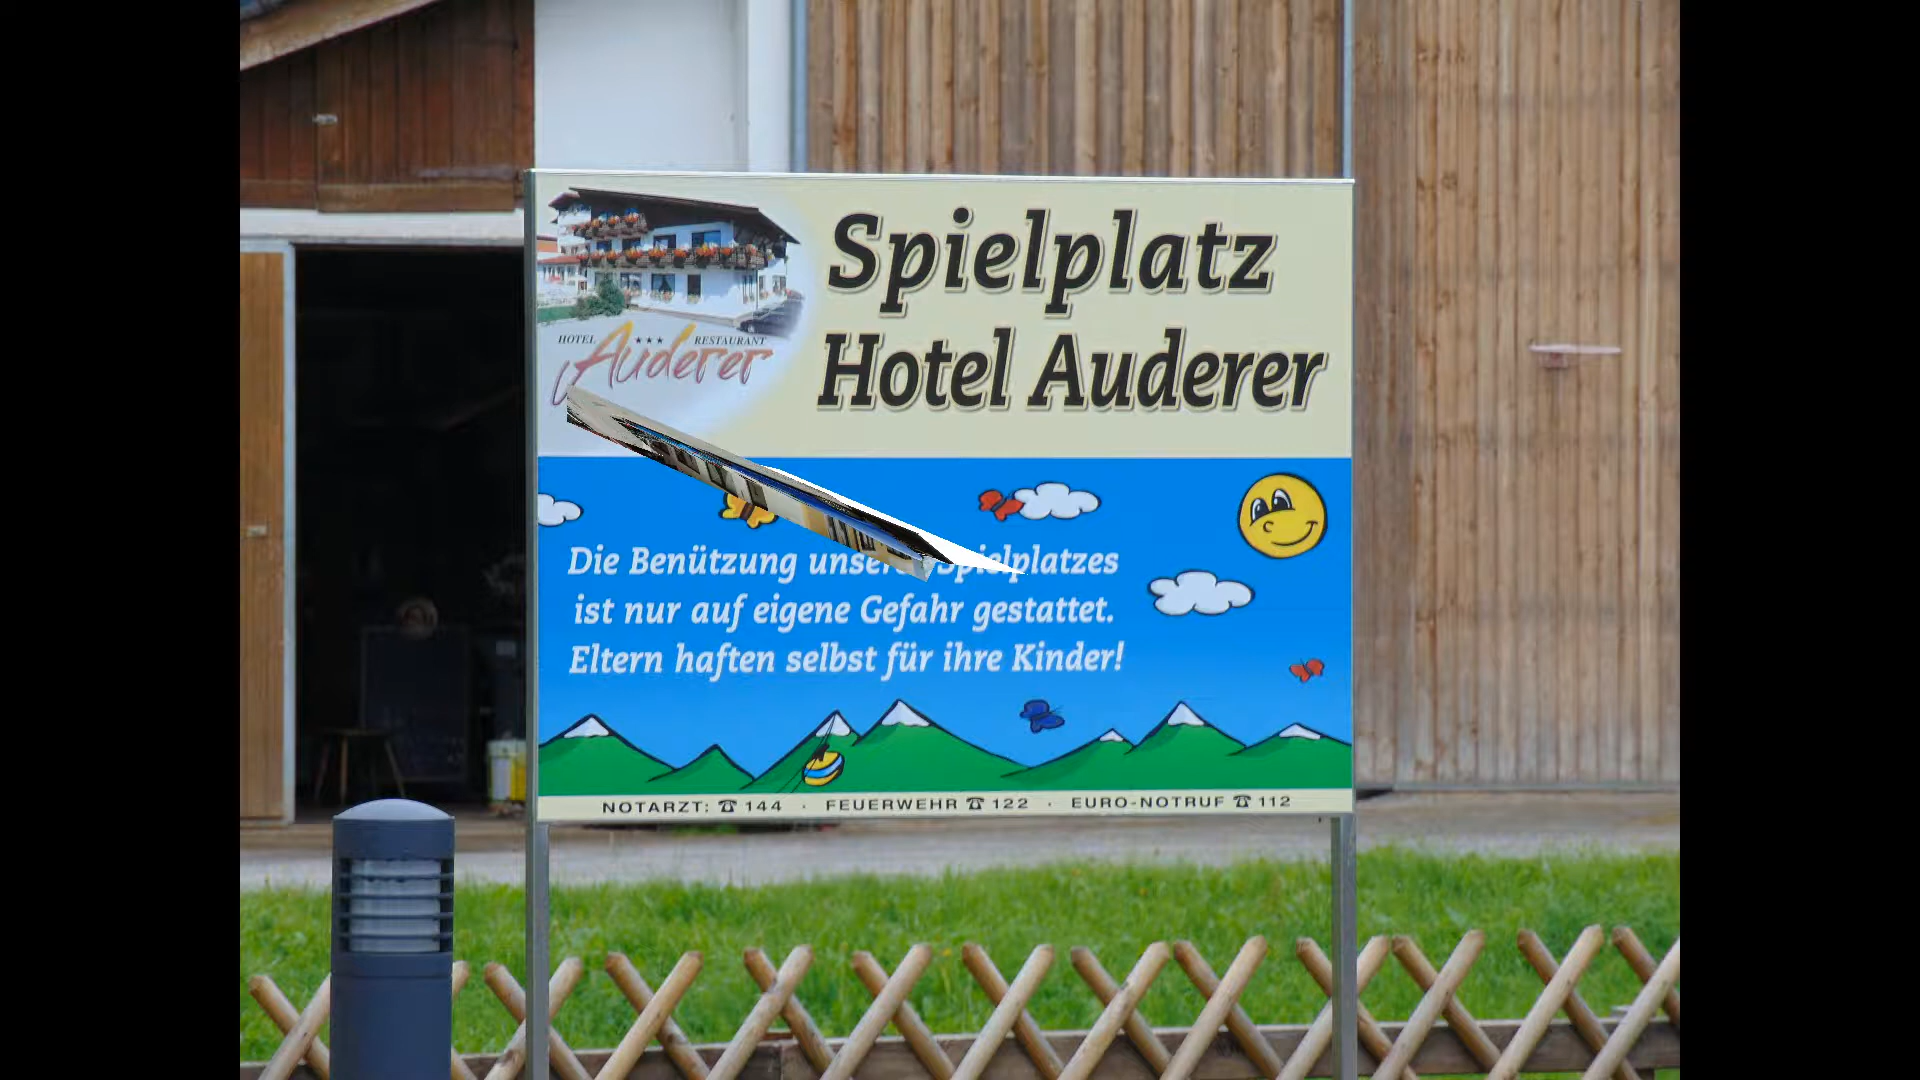 Spielplatz
Hotel Auderer
HOTEL *** RESTAURANT
Auderer
Die Benützung Spielplatzes
ist nur auf eigene Gefahr gestattet.
Eltern haften selbst für ihre Kinder!
NOTARZT: ☎ 144 · FEUERWEHR ☎ 122 · EURO-NOTRUF ☎ 112